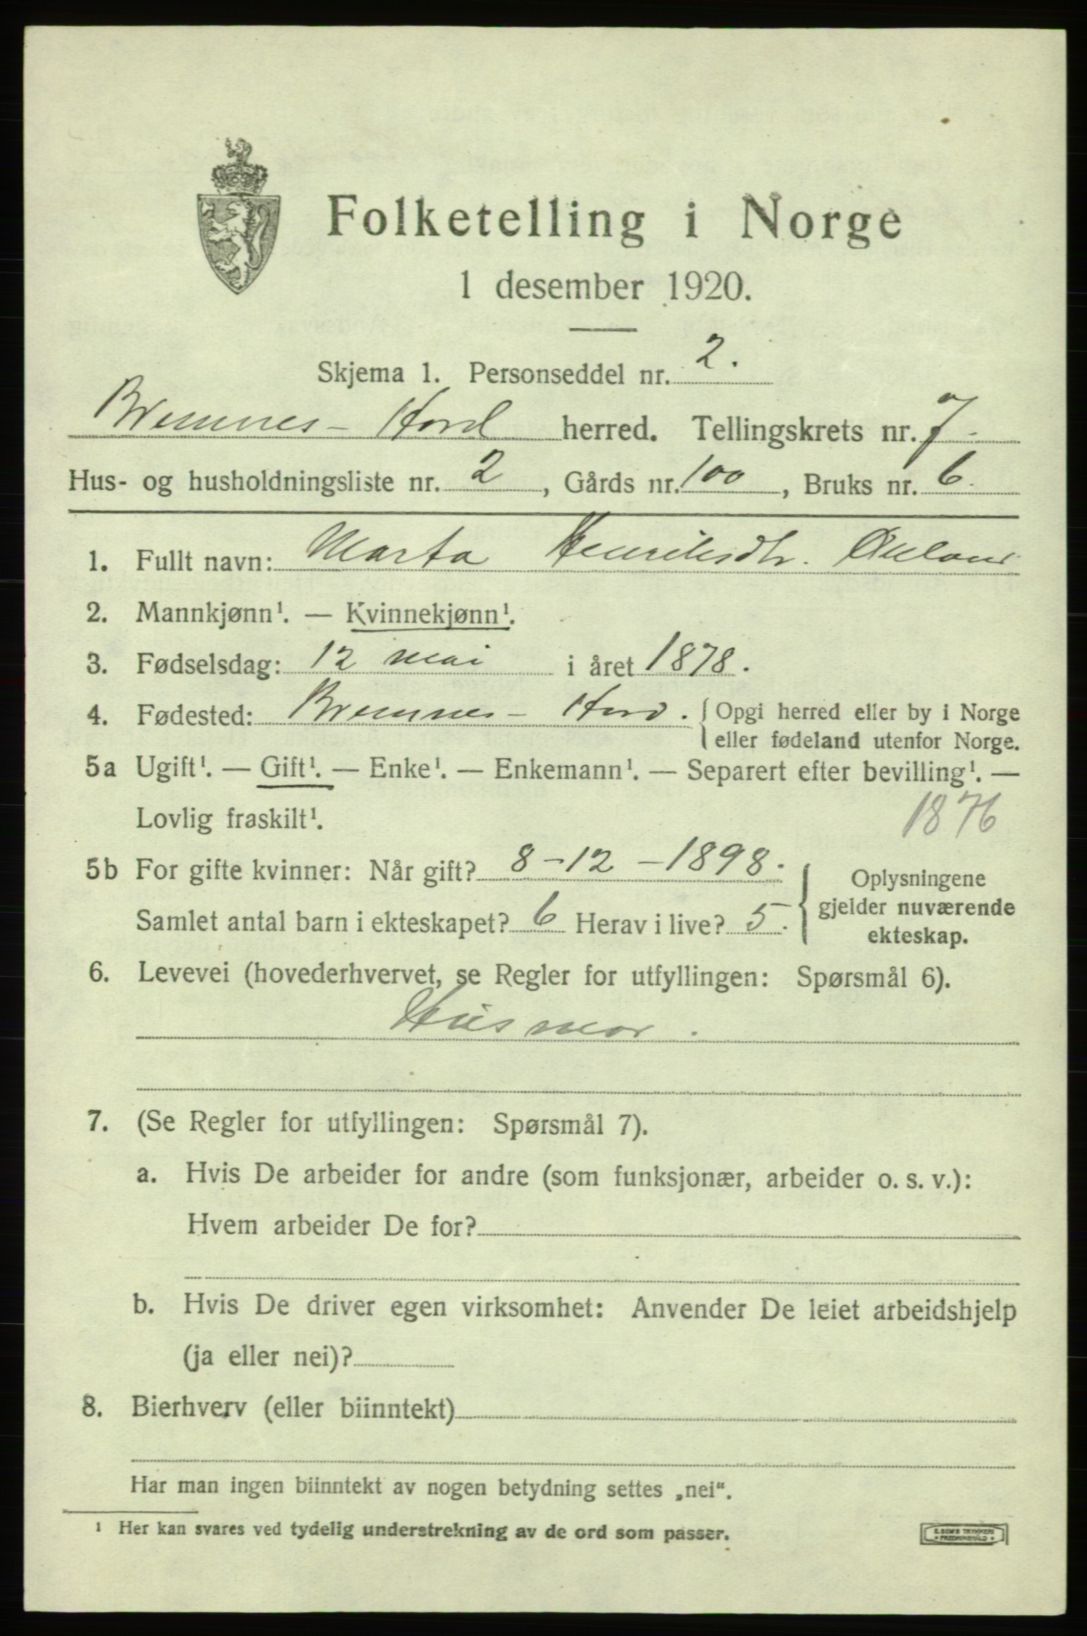 Folketelling i Norge
1 desember 1920.
Skjema 1. Personseddel nr. 2.
Bremnes - Hord herred. Tellingskrets nr. 7.
Hus- og husholdningsliste nr. 2, Gårds nr. 100, Bruks nr. 6.
1. Fullt navn: Marta Henriksdtr.
2. Mannkjønn¹. — Kvinnekjønn¹.
3. Fødselsdag: 12 mai i året 1878.
4. Fødested: Bremnes - Hord. { Opgi herred eller by i Norge
eller fødeland utenfor Norge.
5a Ugift¹. — Gift¹. — Enke¹. — Enkemann¹. — Separert efter bevilling¹. —
Lovlig fraskilt¹. 1876
5b For gifte kvinner: Når gift? 8-12-1898. { Oplysningene
gjelder nuværende
Samlet antal barn i ekteskapet? 6 Herav i live? 5.
ekteskap.
6. Levevei (hovederhvervet, se Regler for utfyllingen: Spørsmål 6).
Husmor.
7. (Se Regler for utfyllingen: Spørsmål 7).
a. Hvis De arbeider for andre (som funksjonær, arbeider o. s. v.):
Hvem arbeider De for?
b. Hvis De driver egen virksomhet: Anvender De leiet arbeidshjelp
(ja eller nei)?
8. Bierhverv (eller biinntekt)
Har man ingen biinntekt av nogen betydning settes „nei“.
¹ Her kan svares ved tydelig understrekning av de ord som passer.